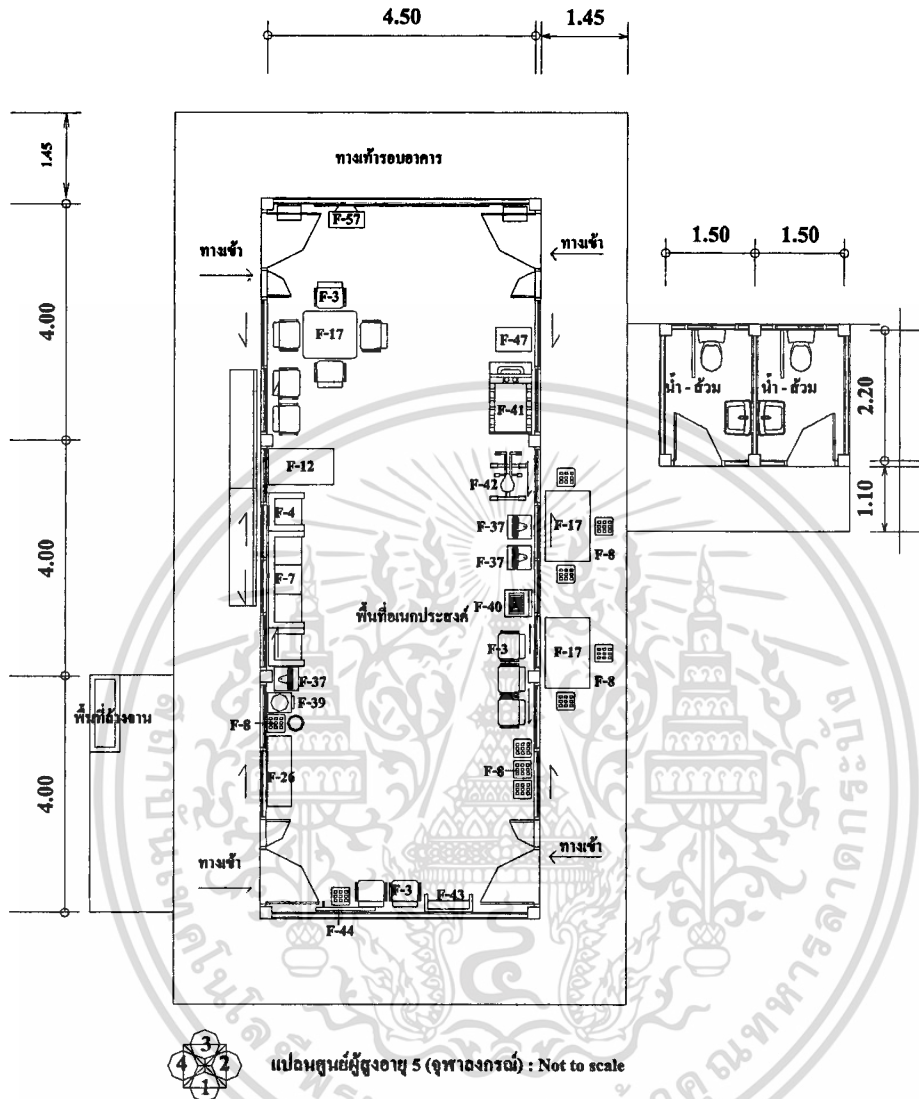 4.50
1.45
1.45
ทางเท้ารอบอาคาร
F-57
ทางเข้า
ทางเข้า
1.50
1.50
4.00
F-3
F-17
F-47
น้ำ - ส้วม
น้ำ - ส้วม
2.20
F-41
F-12
F-42
1.10
F-4
F-37
F-17
F-8
4.00
F-37
F-7
F-40
พื้นที่อเนกประสงค์
F-3
F-17
F-8
F-37
F-39
พื้นที่ล้างจาน
F-8
F-8
F-26
4.00
ทางเข้า
ทางเข้า
F-3
F-43
F-44
3
4
2
1
แปลนศูนย์ผู้สูงอายุ 5 (จุฬาลงกรณ์) : Not to scale